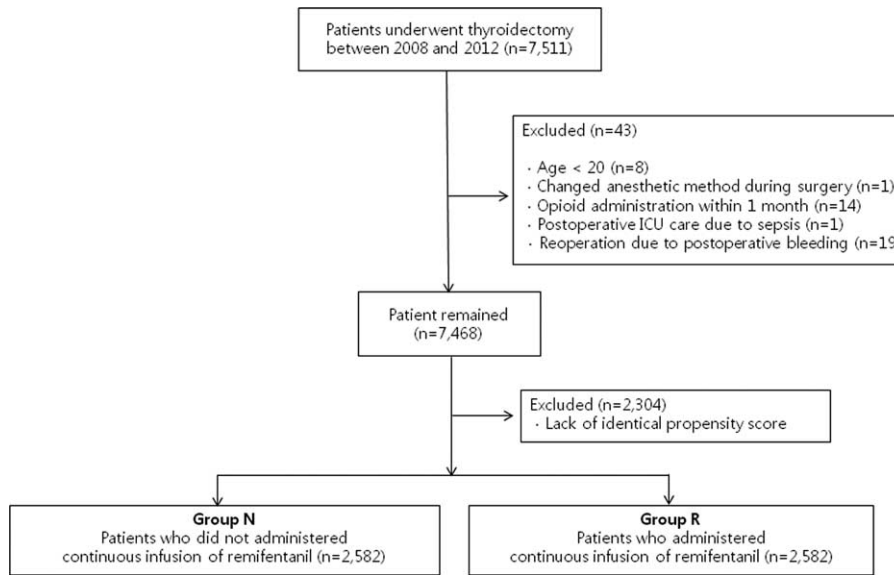 Patients underwent thyroidectomy
between 2008 and 2012 (n=7,511)
Excluded (n=43)
· Age < 20 (n=8)
· Changed anesthetic method during surgery (n=1)
· Opioid administration within 1 month (n=14)
· Postoperative ICU care due to sepsis (n=1)
· Reoperation due to postoperative bleeding (n=19
Patient remained
(n=7,468)
Excluded (n=2,304)
· Lack of identical propensity score
Group N
Patients who did not administered
continuous infusion of remifentanil (n=2,582)
Group R
Patients who administered
continuous infusion of remifentanil (n=2,582)